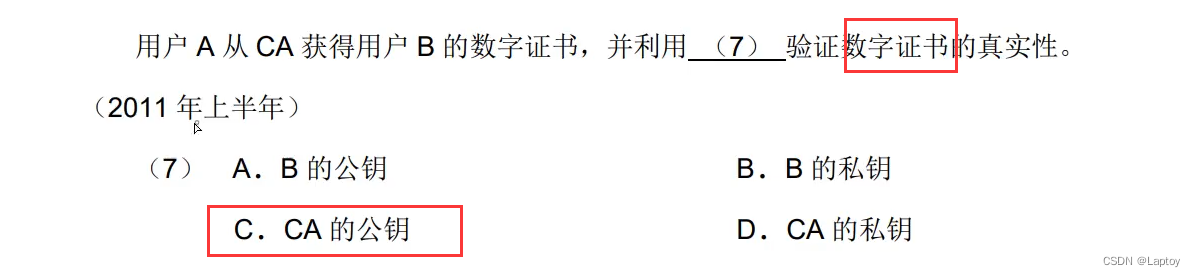 用户 A 从 CA 获得用户 B 的数字证书，并利用 （7） 验证数字证书的真实性。
（2011 年上半年）
（7） A．B 的公钥 B．B 的私钥
C．CA 的公钥 D．CA 的私钥
CSDN @Laptoy